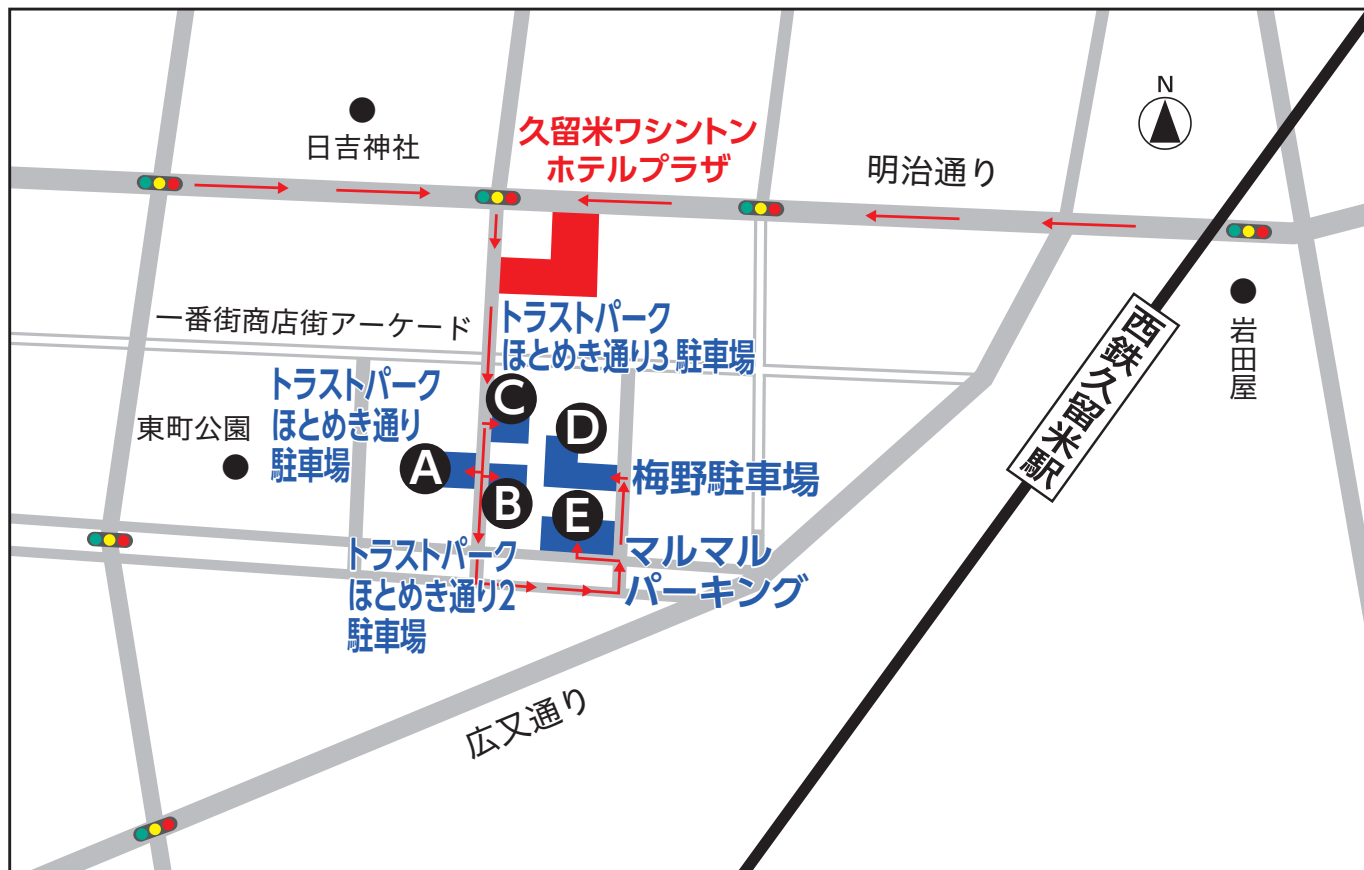 N
日吉神社
久留米ワシントン
ホテルプラザ
明治通り
一番街商店街アーケード
トラストパーク
ほとめき通り3 駐車場
西鉄久留米駅
岩田屋
トラストパーク
ほとめき通り
駐車場
東町公園
C
D
A
B
E
梅野駐車場
マルマル
パーキング
トラストパーク
ほとめき通り2
駐車場
広又通り